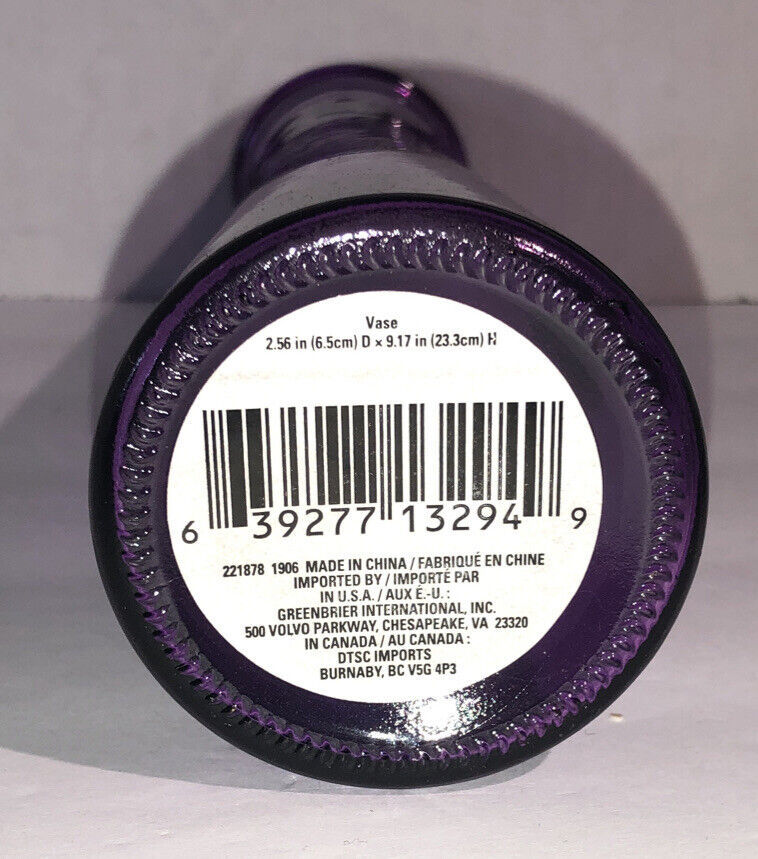 Vase
2.56 in (6.5cm) D × 9.17 in (23.3cm) H
6 39277 13294 9
221878 1906 MADE IN CHINA / FABRIQUÉ EN CHINE
IMPORTED BY / IMPORTÉ PAR
IN U.S.A. / AUX É.-U. :
GREENBRIER INTERNATIONAL, INC.
500 VOLVO PARKWAY, CHESAPEAKE, VA 23320
IN CANADA / AU CANADA :
DTSC IMPORTS
BURNABY, BC V5G 4P3